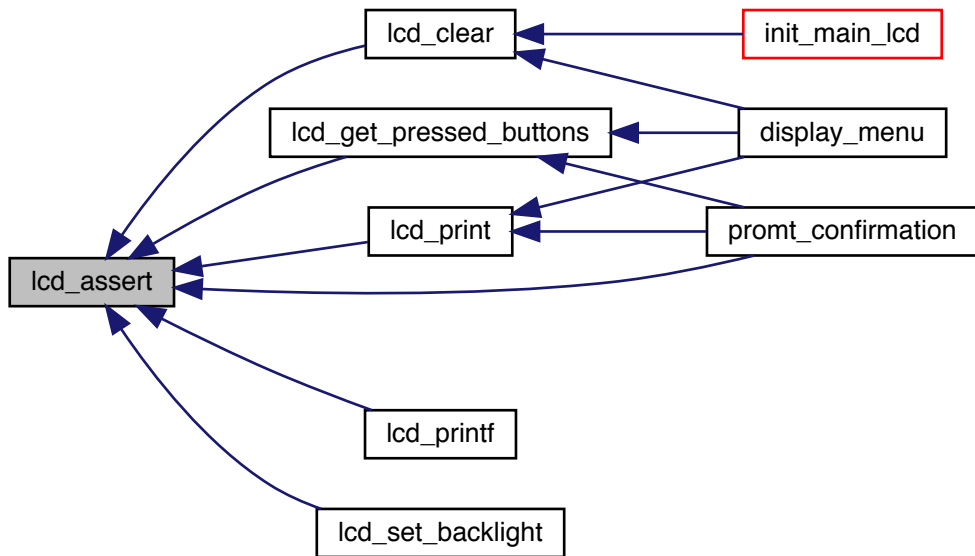 lcd_clear
init_main_lcd
lcd_get_pressed_buttons
display_menu
lcd_print
promt_confirmation
lcd_assert
lcd_printf
lcd_set_backlight